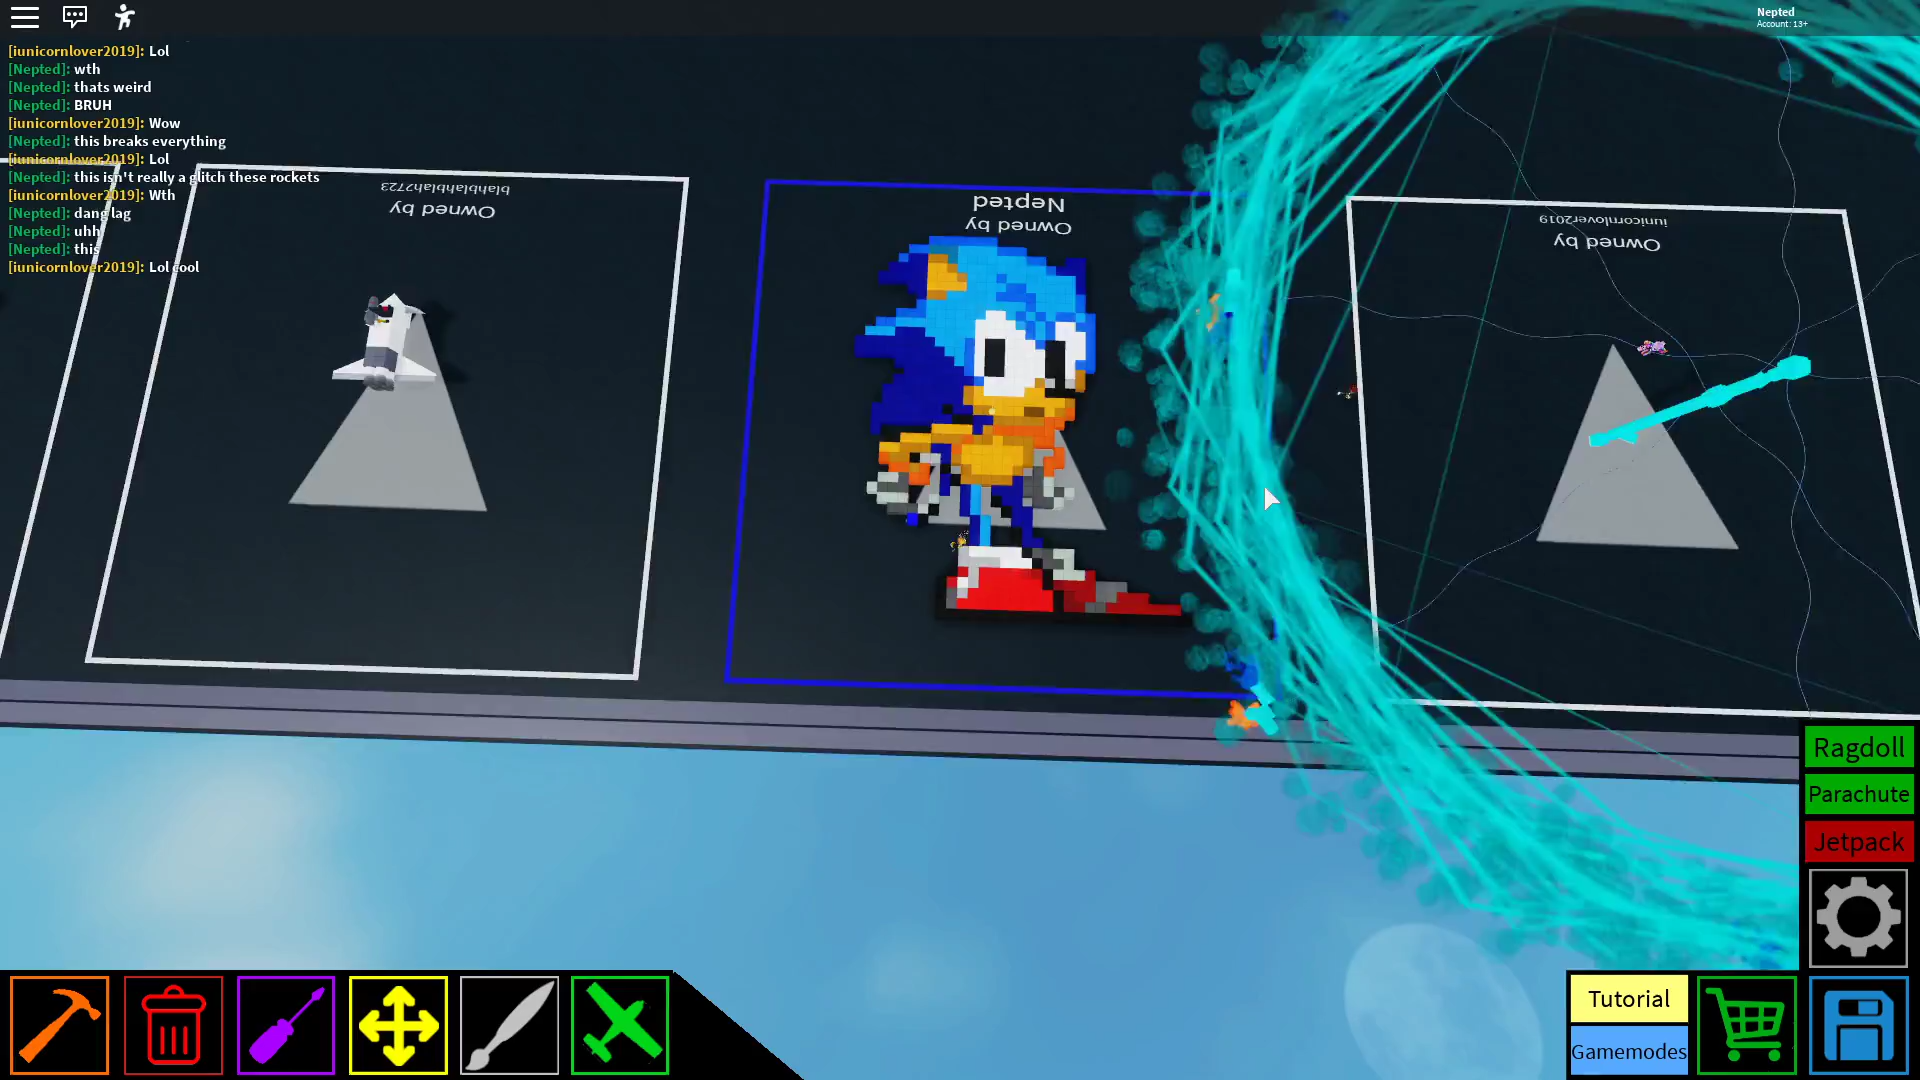 Nepted
Account: 13+
[iunicornlover2019]: Lol
[Nepted]: wth
[Nepted]: thats weird
[Nepted]: BRUH
[iunicornlover2019]: Wow
[Nepted]: this breaks everything
[iunicornlover2019]: Lol
[Nepted]: this isn't really a glitch these rockets
[iunicornlover2019]: Wth
[Nepted]: dang lag
[Nepted]: uhh
[Nepted]: this
[iunicornlover2019]: Lol cool
Owned by
blahblahblahblah2723
Owned by
Nepted
Owned by
iunicornlover2019
Ragdoll
Parachute
Jetpack
Tutorial
Gamemodes